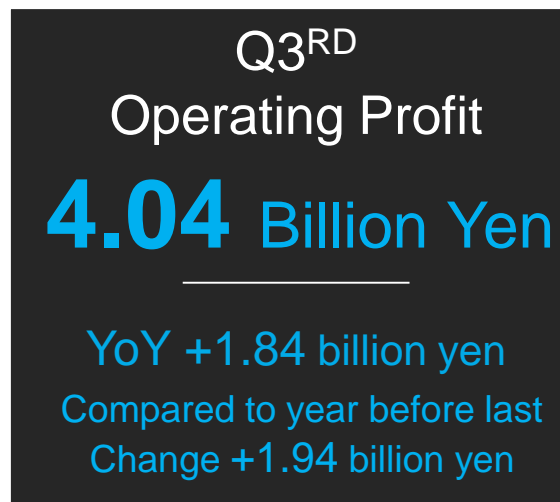 Q3RD
Operating Profit
4.04 Billion Yen
YoY +1.84 billion yen
Compared to year before last
Change +1.94 billion yen